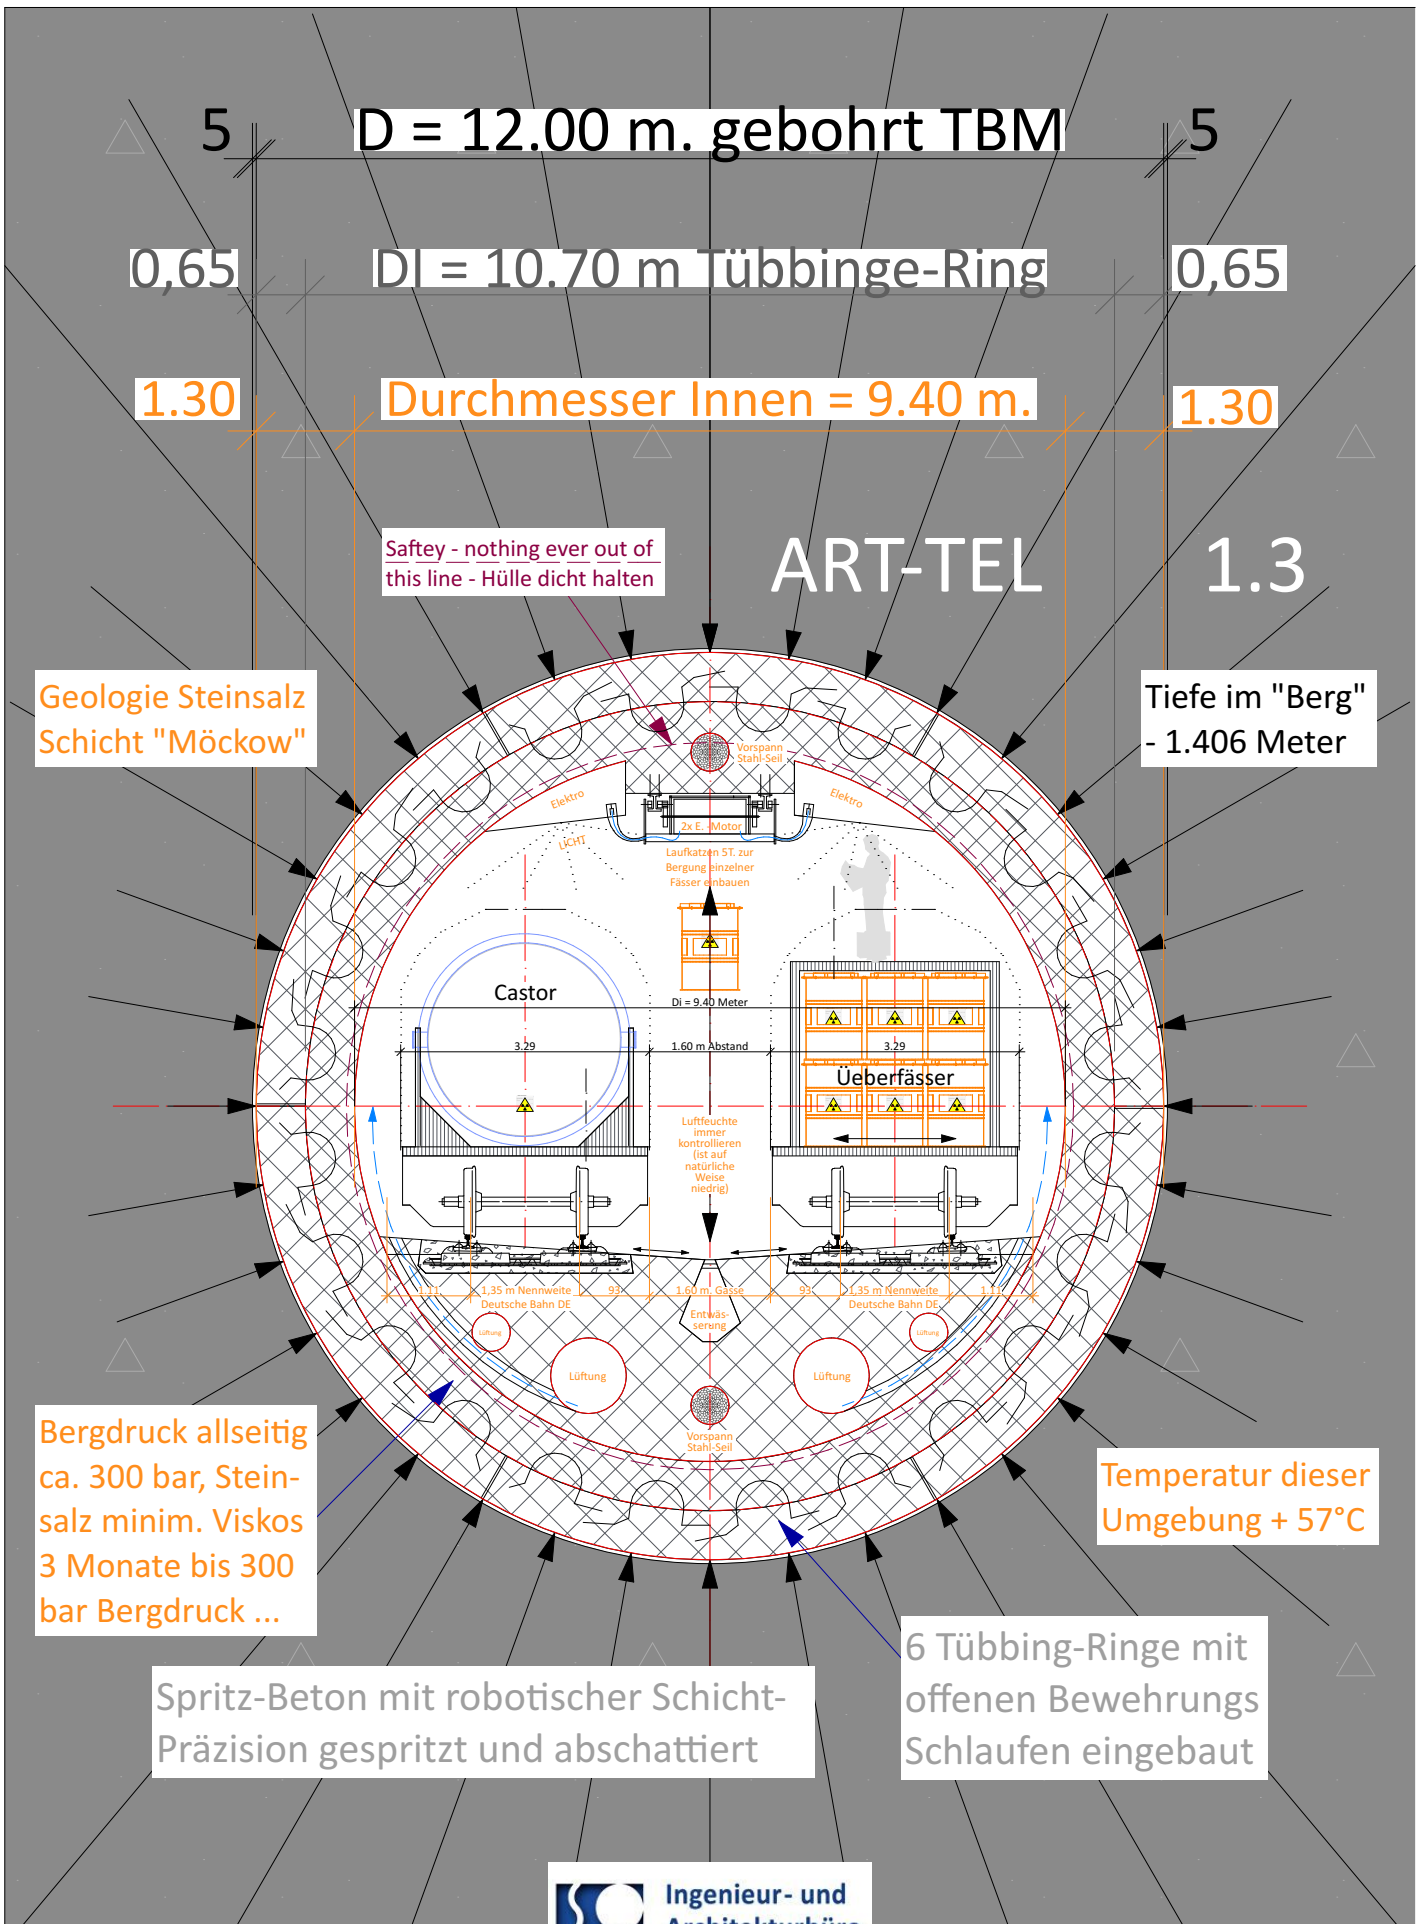 5 D = 12.00 m. gebohrt TBM 5
0,65 DI = 10.70 m Tübbinge-Ring 0,65
1.30 Durchmesser Innen = 9.40 m. 1.30
Saftey - nothing ever out of
this line - Hülle dicht halten
ART-TEL 1.3
Geologie Steinsalz
Schicht "Möckow"
Tiefe im "Berg"
- 1.406 Meter
Vorspann
Stahl-Seil
Elektro
Elektro
LICHT
2x E. -Motor
Laufkatzen 5T. zur
Bergung einzelner
Fässer einbauen
Castor
Di = 9.40 Meter
3.29
1.60 m Abstand
3.29
Üeberfässer
Luftfeuchte
immer
kontrollieren
(ist auf
natürliche
Weise
niedrig)
1.11
1,35 m Nennweite
Deutsche Bahn DE
93
1.60 m. Gasse
93
1,35 m Nennweite
Deutsche Bahn DE
1.11
Entwäs-
serung
Lüftung
Lüftung
Lüftung
Lüftung
Vorspann
Stahl-Seil
Bergdruck allseitig
ca. 300 bar, Stein-
salz minim. Viskos
3 Monate bis 300
bar Bergdruck ...
Temperatur dieser
Umgebung + 57°C
6 Tübbing-Ringe mit
offenen Bewehrungs
Schlaufen eingebaut
Spritz-Beton mit robotischer Schicht-
Präzision gespritzt und abschattiert
Ingenieur- und
Architekturbüro